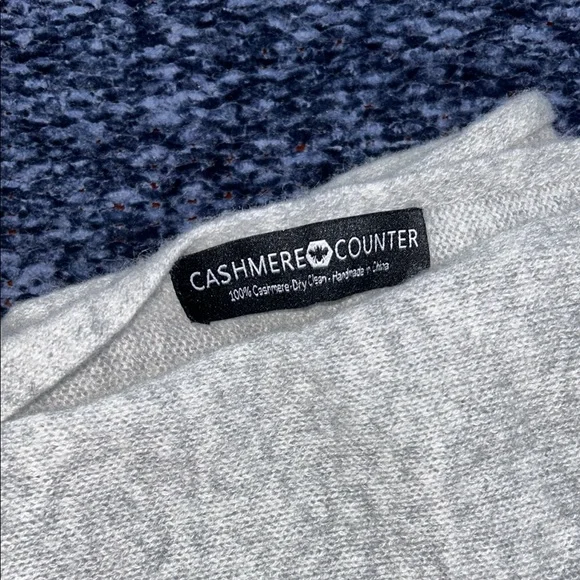 CASHMERE COUNTER
100% Cashmere-Dry Clean - Handmade in China